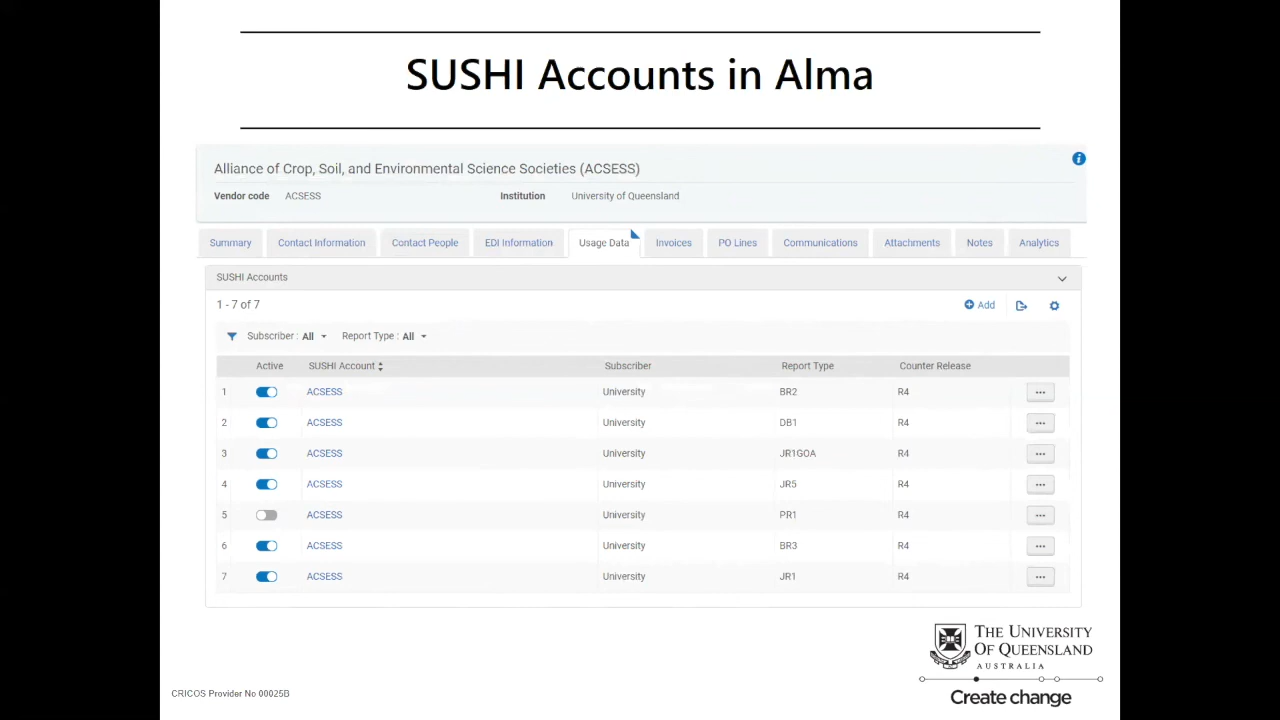 SUSHI Accounts in Alma
Alliance of Crop, Soil, and Environmental Science Societies (ACSESS)
Vendor code ACSESS Institution University of Queensland
Summary Contact Information Contact People EDI Information Usage Data Invoices PO Lines Communications Attachments Notes Analytics
SUSHI Accounts
1 - 7 of 7 Add
Subscriber : All Report Type : All
Active SUSHI Account Subscriber Report Type Counter Release
1 ACSESS University BR2 R4
2 ACSESS University DB1 R4
3 ACSESS University JR1GOA R4
4 ACSESS University JR5 R4
5 ACSESS University PR1 R4
6 ACSESS University BR3 R4
7 ACSESS University JR1 R4
THE UNIVERSITY
OF QUEENSLAND
AUSTRALIA
CRICOS Provider No 00025B
Create change